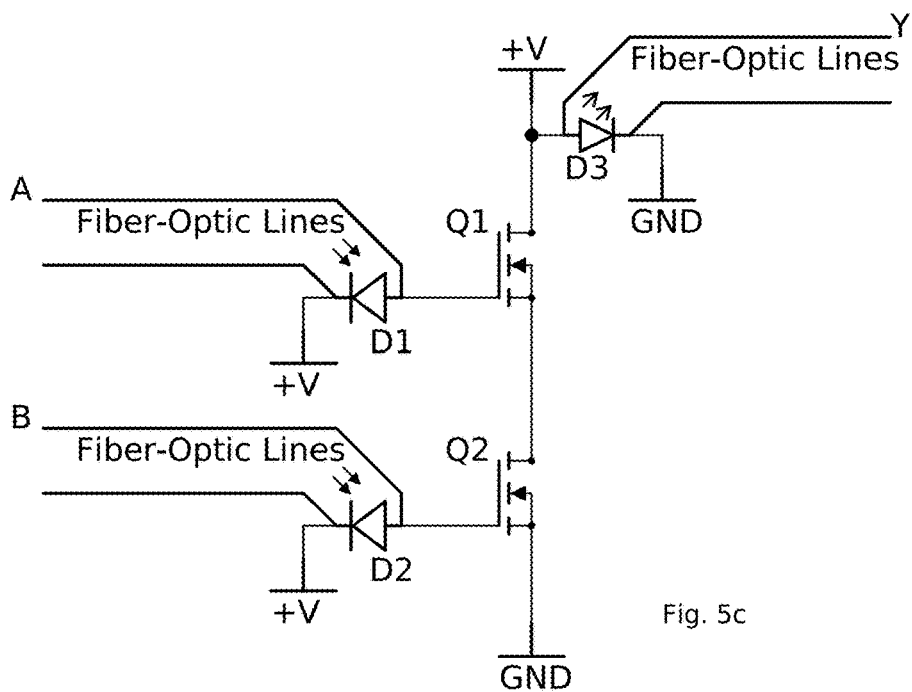 Y
+V
Fiber-Optic Lines
D3
A
Fiber-Optic Lines
Q1
GND
D1
+V
B
Fiber-Optic Lines
Q2
D2
+V
Fig. 5c
GND